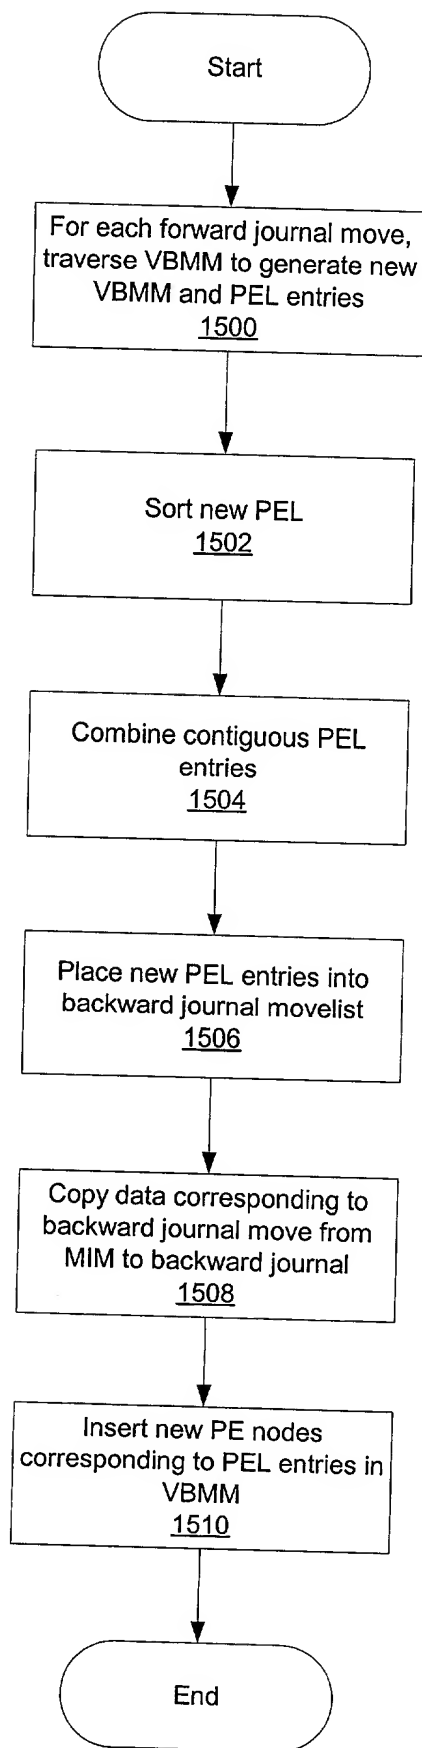 Start
For each forward journal move,
traverse VBMM to generate new
VBMM and PEL entries
1500
Sort new PEL
1502
Combine contiguous PEL
entries
1504
Place new PEL entries into
backward journal movelist
1506
Copy data corresponding to
backward journal move from
MIM to backward journal
1508
Insert new PE nodes
corresponding to PEL entries in
VBMM
1510
End